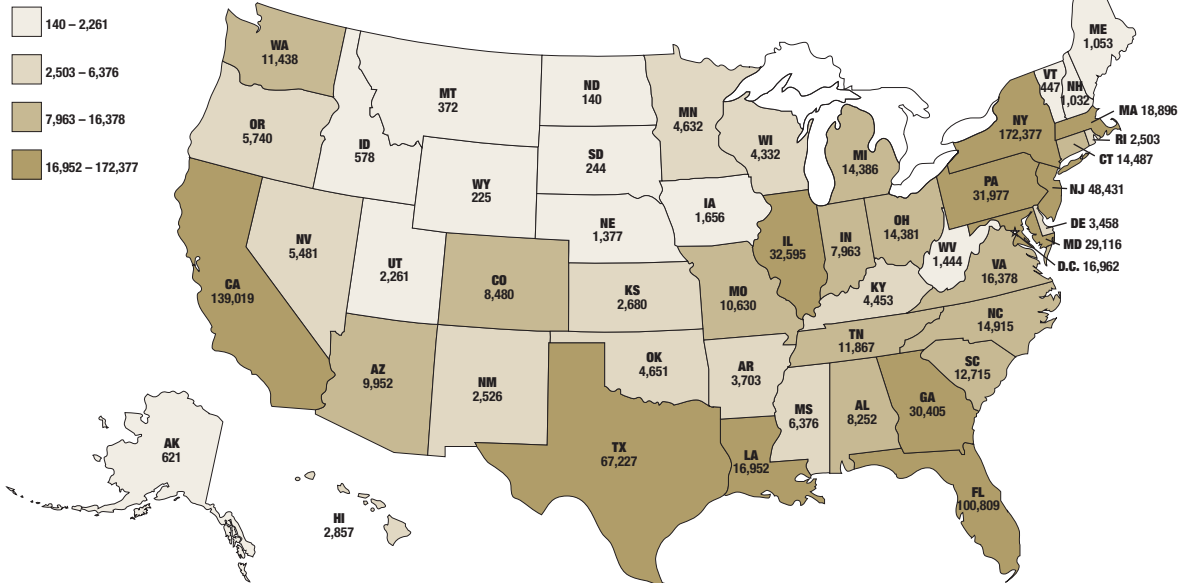 140 – 2,261
2,503 – 6,376
7,963 – 16,378
16,952 – 172,377
WA
11,438
OR
5,740
ID
578
MT
372
ND
140
MN
4,632
WI
4,332
MI
14,386
ME
1,053
VT
447
NH
1,032
NY
172,377
MA 18,896
RI 2,503
CT 14,487
SD
244
WY
225
NE
1,377
IA
1,656
PA
31,977
NJ 48,431
DE 3,458
MD 29,116
D.C. 16,962
NV
5,481
UT
2,261
CO
8,480
KS
2,680
MO
10,630
IL
32,595
IN
7,963
OH
14,381
WV
1,444
VA
16,378
KY
4,453
CA
139,019
NC
14,915
TN
11,867
SC
12,715
AZ
9,952
NM
2,526
OK
4,651
AR
3,703
MS
6,376
AL
8,252
GA
30,405
TX
67,227
LA
16,952
FL
100,809
AK
621
HI
2,857